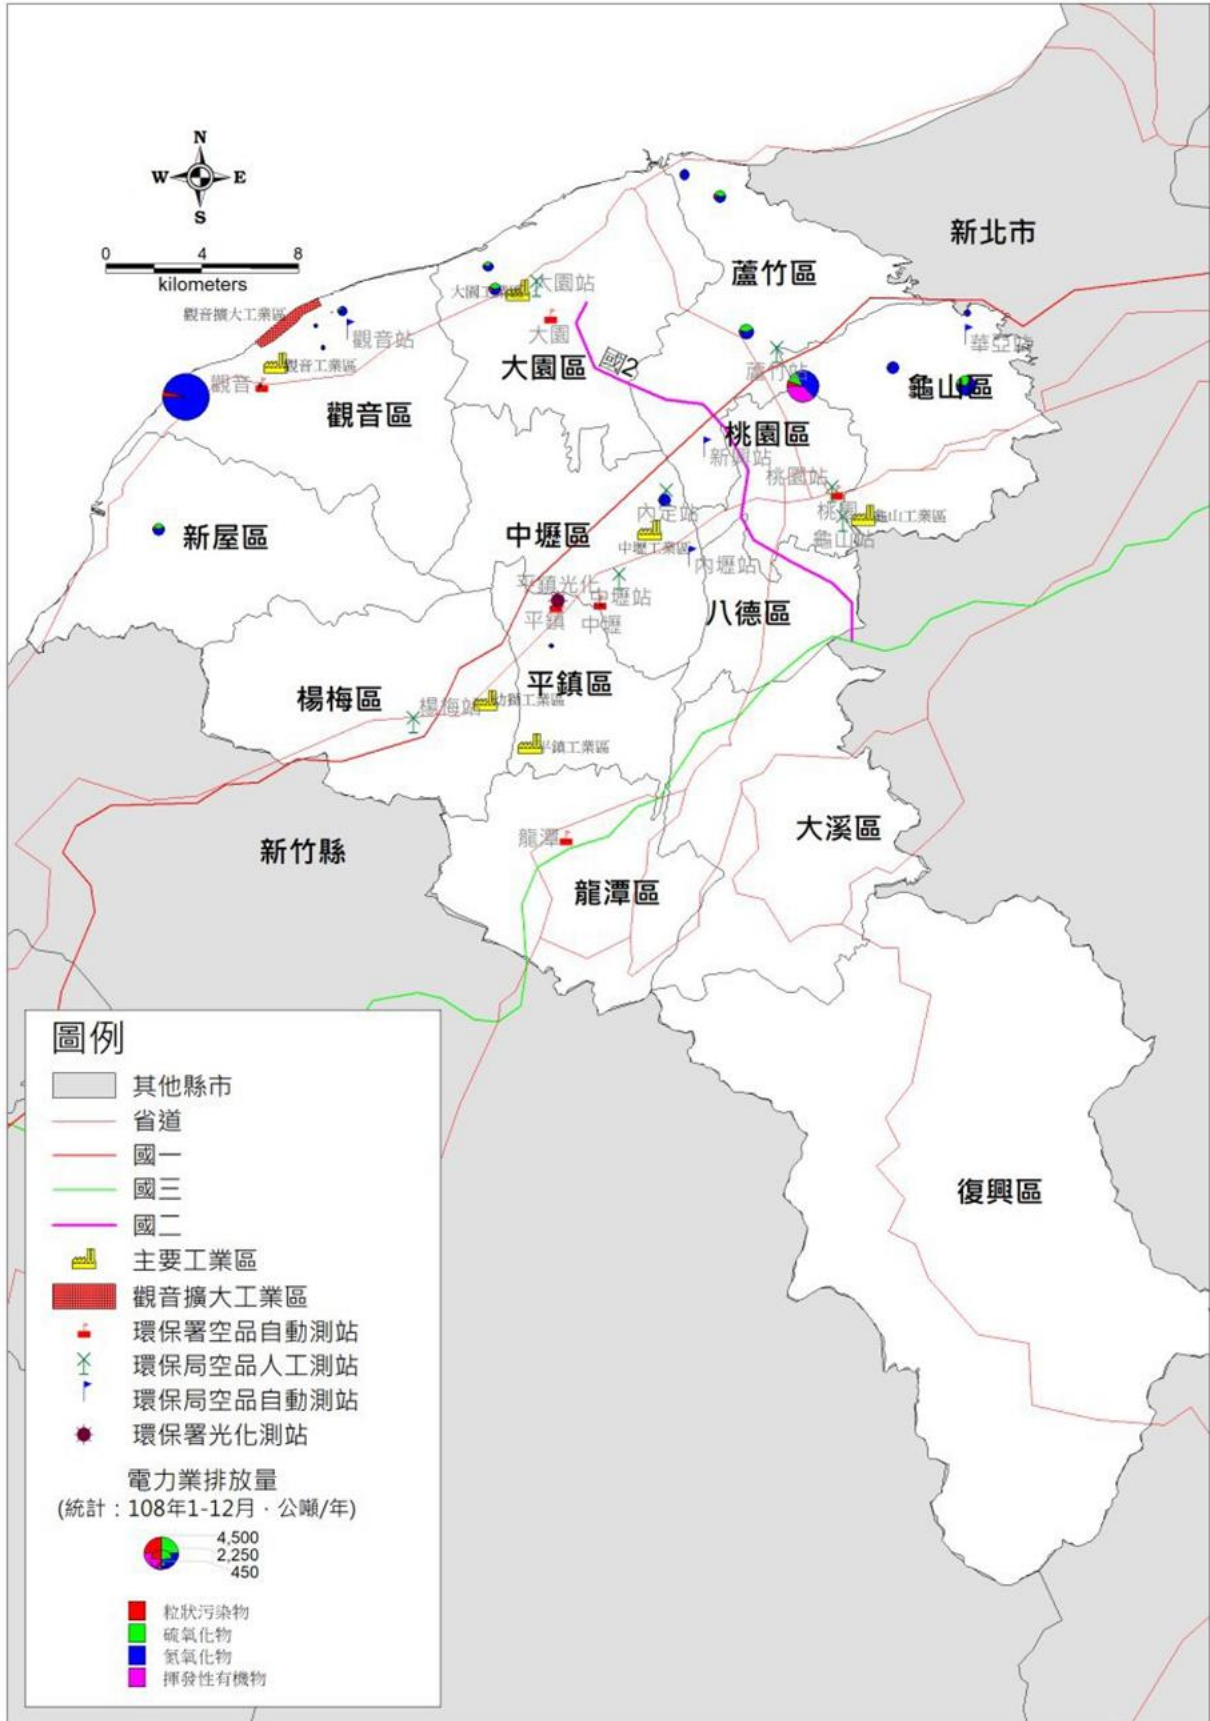 N
W E
S
0 4 8
kilometers
新北市
蘆竹區
大園站
大園工業區
觀音擴大工業區
觀音站
大園
華亞站
觀音工業區
國2
蘆竹站
大園區
觀音
龜山區
觀音區
桃園區
新興站
桃園站
內定站
桃園
龜山工業區
新屋區
中壢區
龜山站
中壢工業區
內壢站
平鎮光化
中壢站
平鎮
中壢
八德區
平鎮區
楊梅區
楊梅站
幼獅工業區
平鎮工業區
大溪區
龍潭
新竹縣
龍潭區
復興區
圖例
其他縣市
省道
國一
國三
國二
主要工業區
觀音擴大工業區
環保署空品自動測站
環保局空品人工測站
環保局空品自動測站
環保署光化測站
電力業排放量
(統計：108年1-12月．公噸/年)
4,500
2,250
450
粒狀污染物
硫氧化物
氮氧化物
揮發性有機物